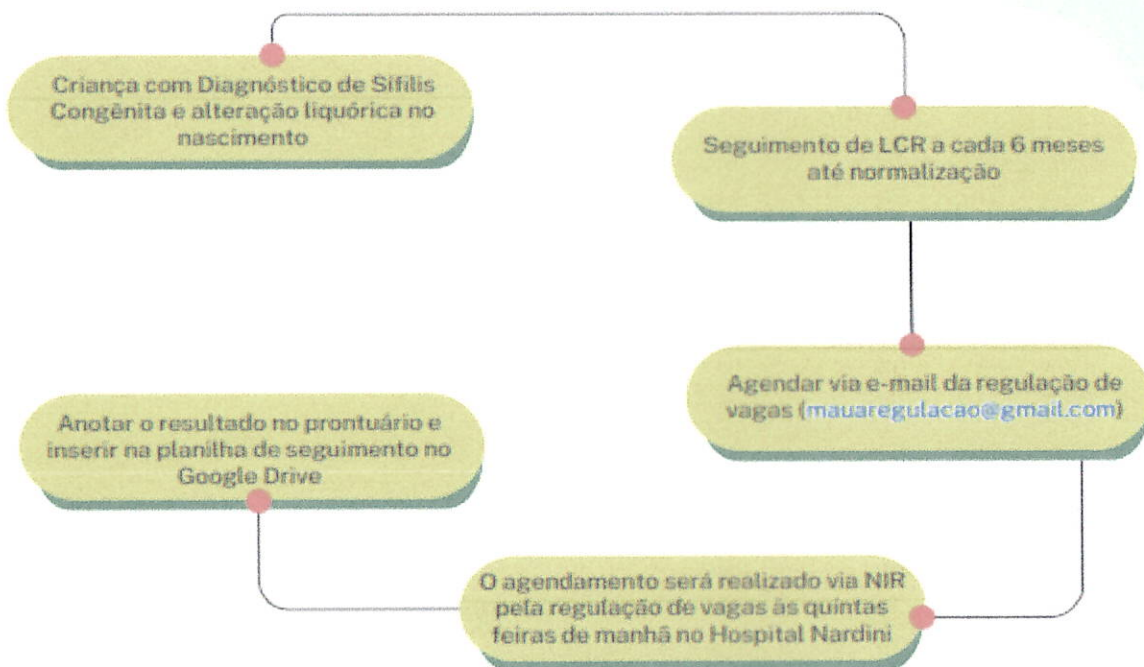 Criança com Diagnóstico de Sífilis
Congênita e alteração liquórica no
nascimento
Seguimento de LCR a cada 6 meses
até normalização
Agendar via e-mail da regulação de
vagas (mauaregulacao@gmail.com)
O agendamento será realizado via NIR
pela regulação de vagas às quintas
feiras de manhã no Hospital Nardini
Anotar o resultado no prontuário e
inserir na planilha de seguimento no
Google Drive